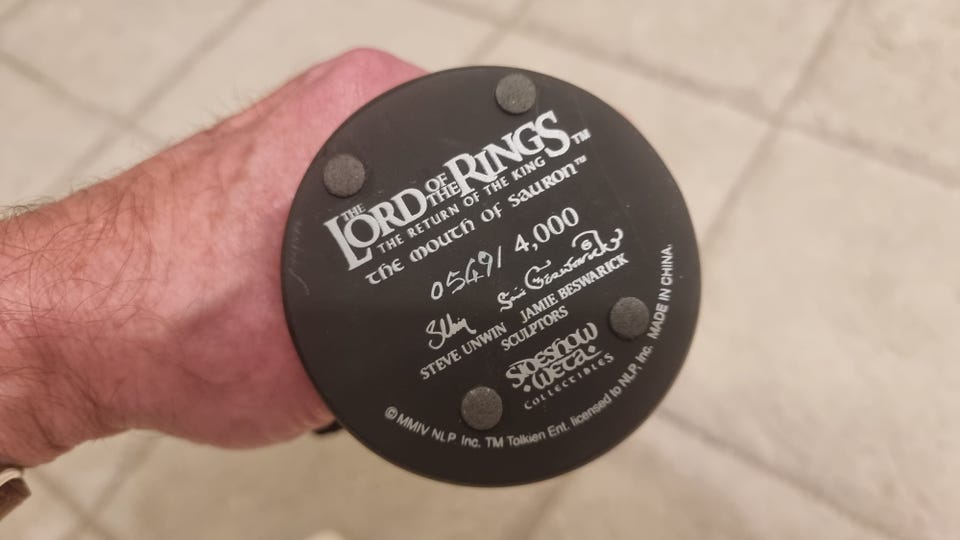 THE LORD OF THE RINGS™
THE RETURN OF THE KING
the mouth of sauron™
0549/4,000
STEVE UNWIN JAMIE BESWARICK
SCULPTORS
SIDESHOW
WETA
COLLECTIBLES
© MMIV NLP Inc. TM Tolkien Ent. licensed to NLP, Inc. MADE IN CHINA.